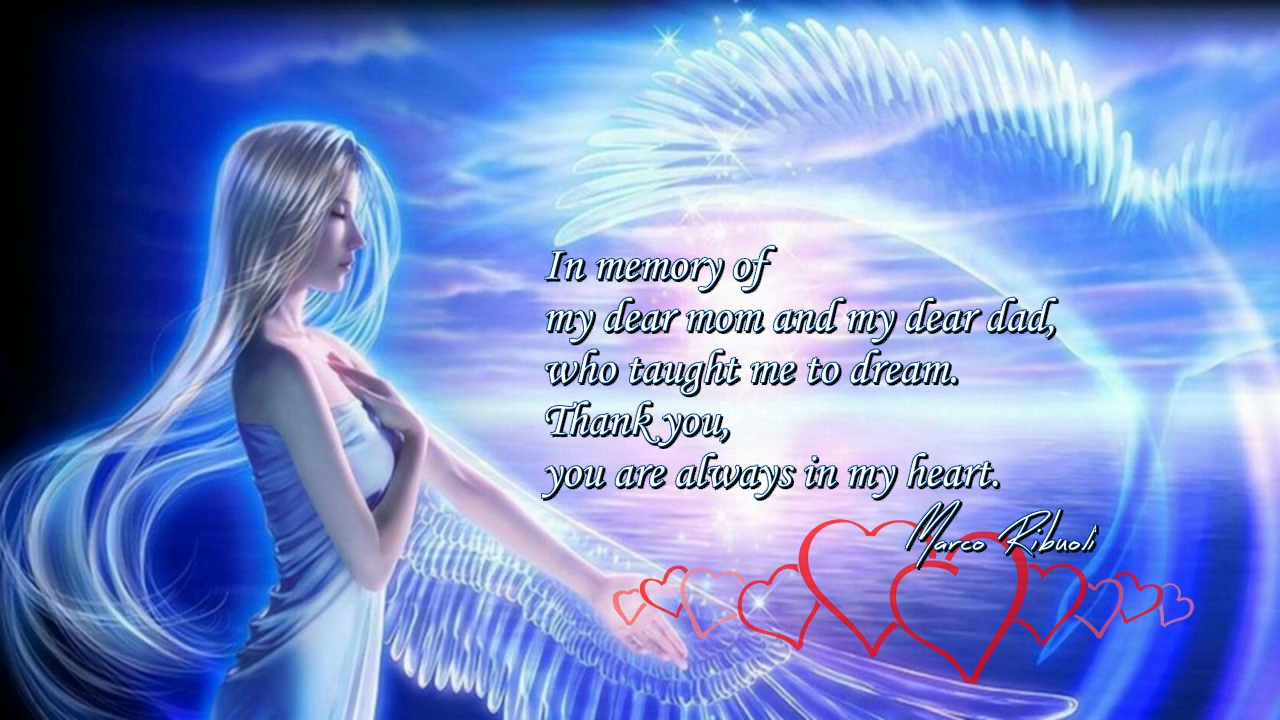 In memory of
my dear mom and my dear dad,
who taught me to dream.
Thank you,
you are always in my heart.
Marco Ribuoli